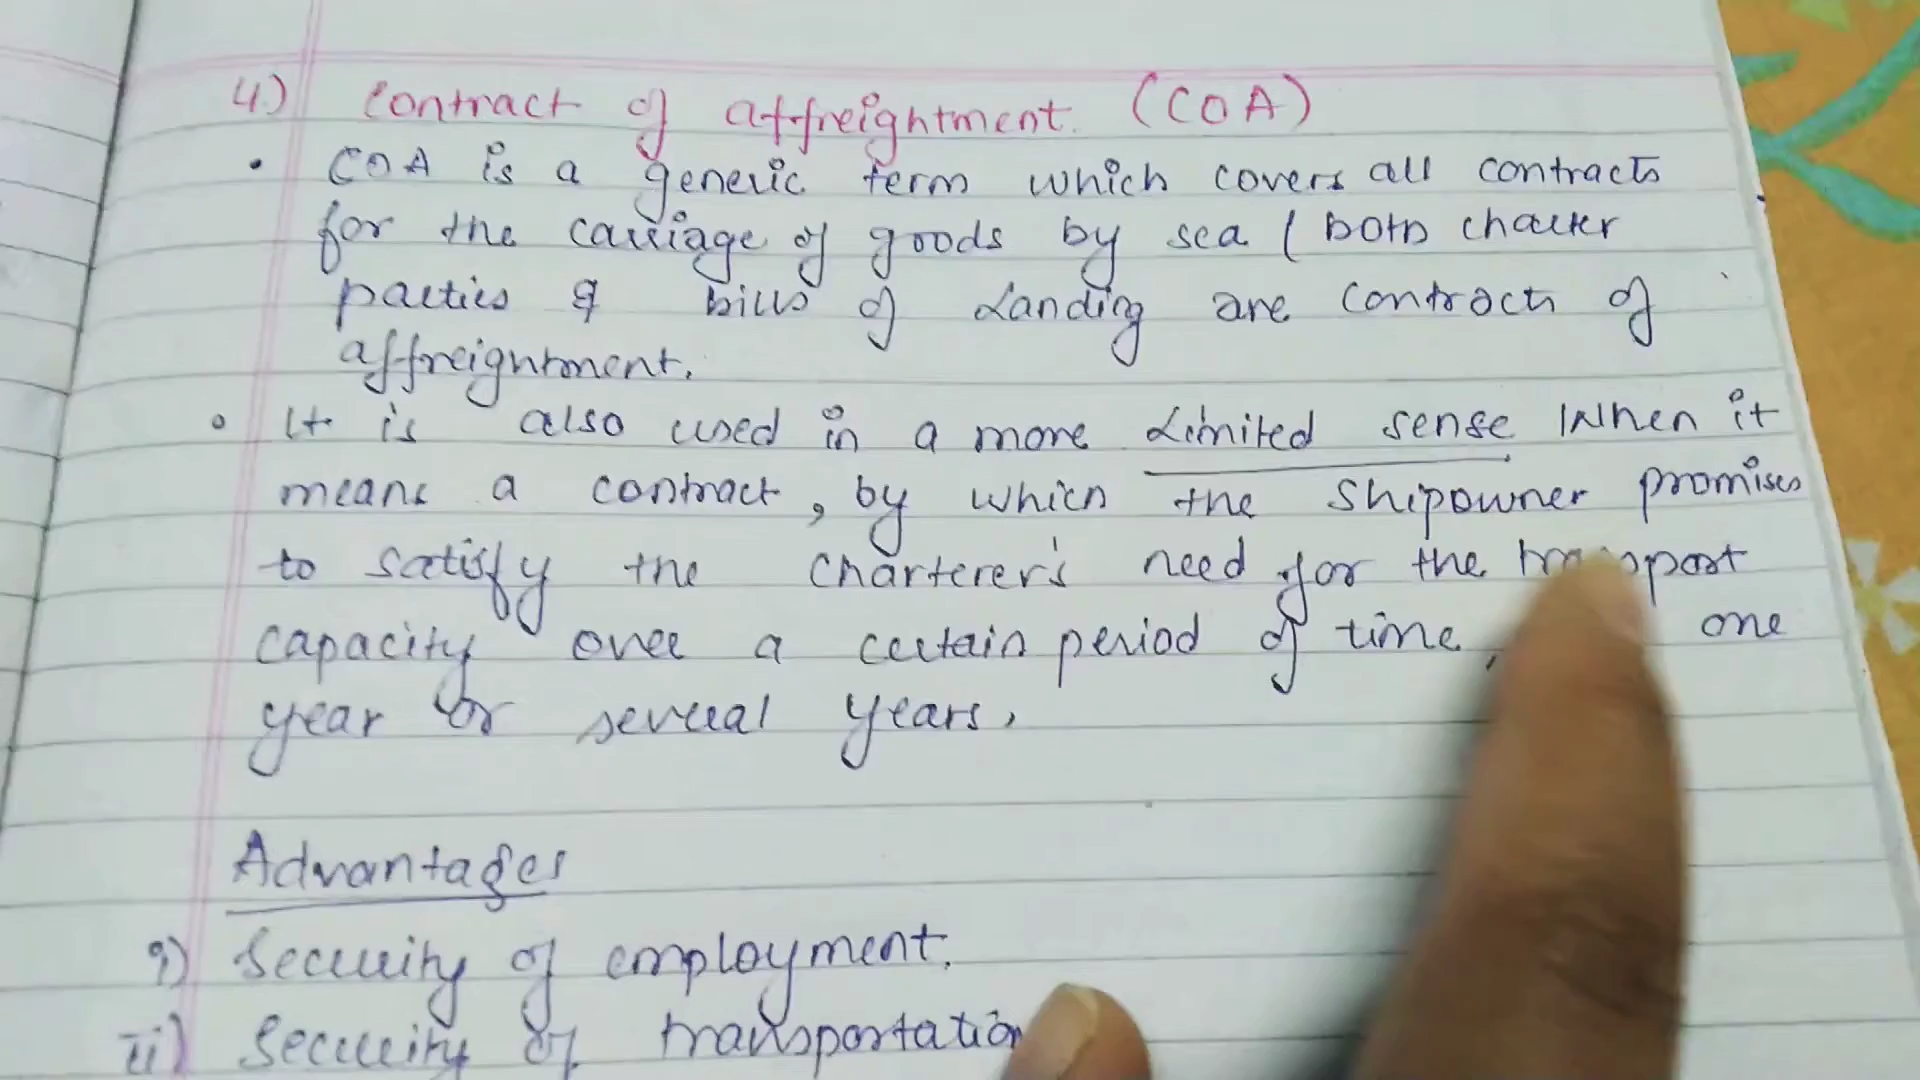 4.) Contract of affreightment. (COA)
• COA is a generic term which covers all contracts
for the carriage of goods by sea ( both charter
parties & bills of Landing are contracts of
affreightment.
• It is also used in a more Limited sense When it
means a contract, by which the shipowner promises
to satisfy the charterer's need for the transport
capacity over a certain period of time, one
year or several years.
Advantages
i) Security of employment.
ii) Security of transportation